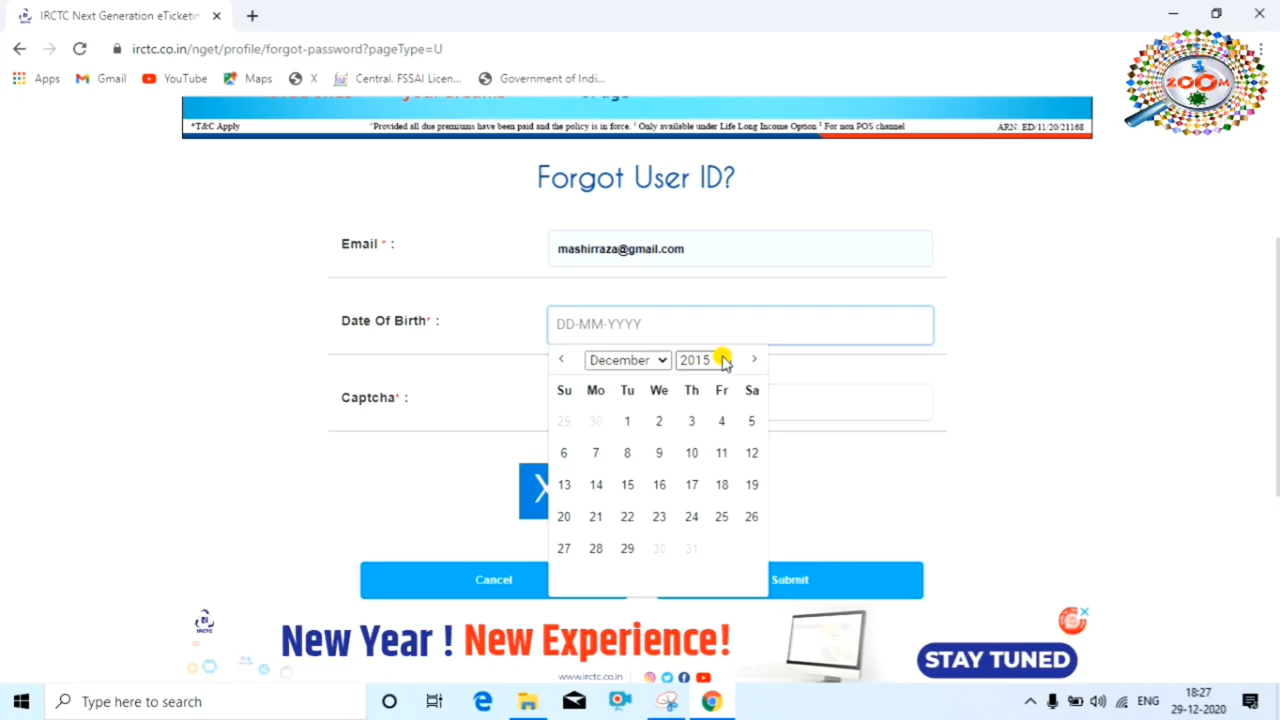 IRCTC Next Generation eTicketin
irctc.co.in/nget/profile/forgot-password?pageType=U
Apps Gmail YouTube Maps X Central. FSSAI Licen... Government of Indi...
ZOOM
*T&C Apply "Provided all due premiums have been paid and the policy is in force. ¹ Only available under Life Long Income Option ² For non POS channel ARN: ED/11/20/21168
Forgot User ID?
Email * :
mashirraza@gmail.com
Date Of Birth* :
DD-MM-YYYY
December 2015
Su Mo Tu We Th Fr Sa
29 30 1 2 3 4 5
Captcha* :
6 7 8 9 10 11 12
13 14 15 16 17 18 19
20 21 22 23 24 25 26
27 28 29 30 31
Cancel Submit
New Year ! New Experience!
STAY TUNED
www.irctc.co.in
Type here to search
ENG
18:27
29-12-2020